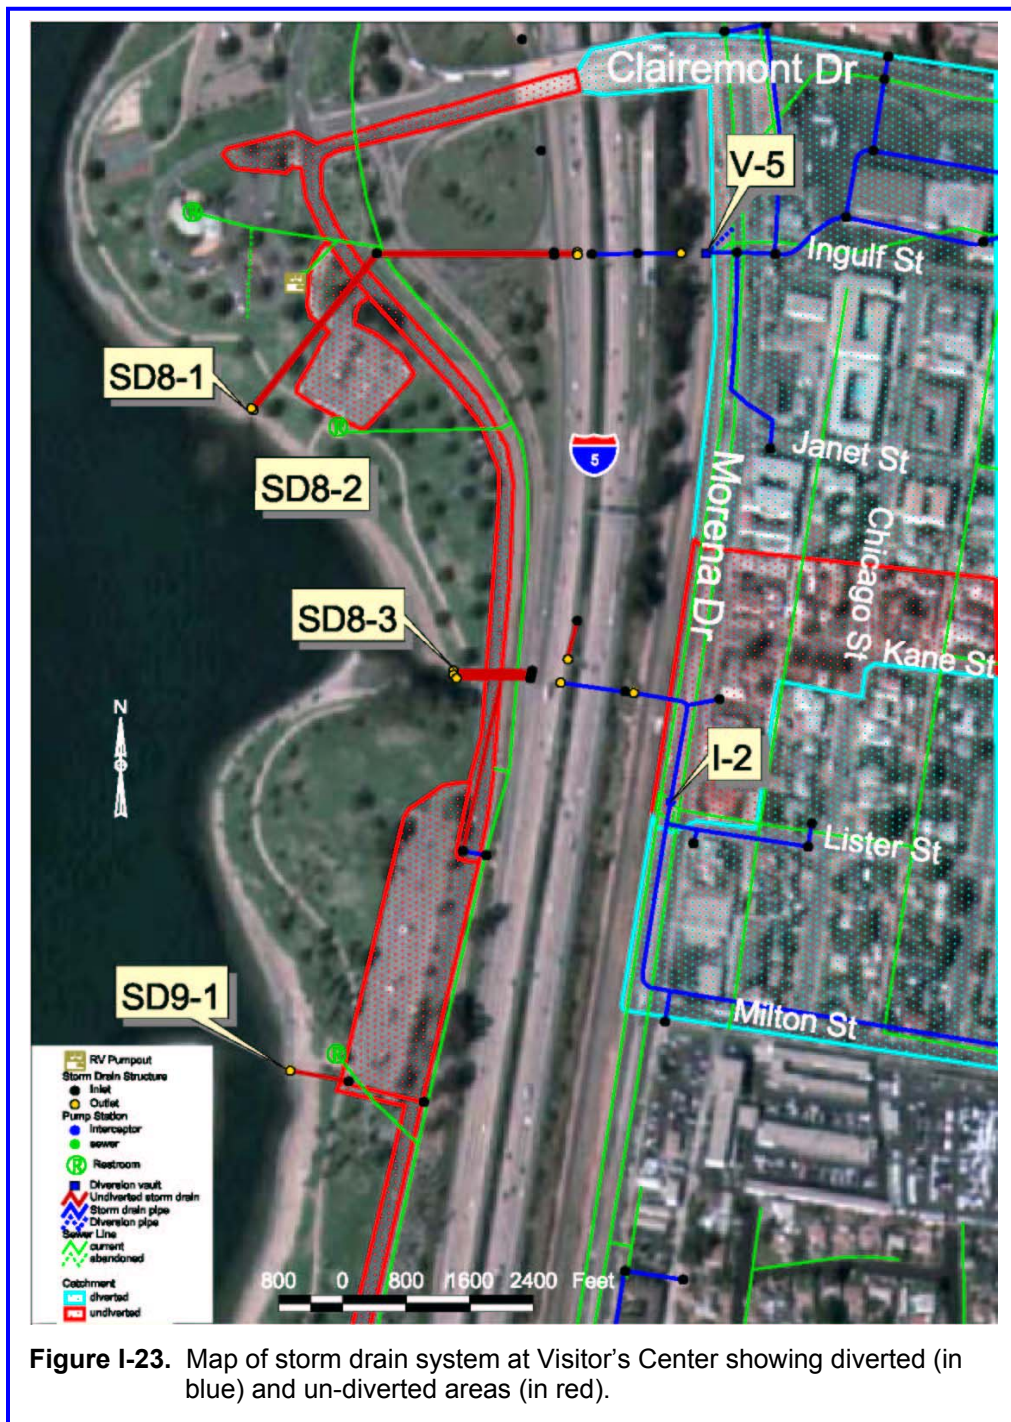 Clairemont Dr
V-5
Ingulf St
SD8-1
5
Janet St
SD8-2
Morena Dr
Chicago St
SD8-3
Kane St
N
I-2
Lister St
SD9-1
Milton St
RV Pumpout
Storm Drain Structure
Inlet
Outlet
Pump Station
Interceptor
sewer
R Restroom
Diversion vault
Undiverted storm drain
Storm drain pipe
Diversion pipe
Sewer Line
current
abandoned
Catchment
diverted
undiverted
800 0 800 1600 2400 Feet
Figure I-23. Map of storm drain system at Visitor's Center showing diverted (in
blue) and un-diverted areas (in red).